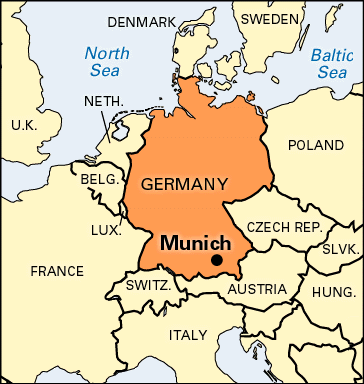 DENMARK
SWEDEN
North
Sea
Baltic
Sea
NETH.
U.K.
POLAND
BELG.
GERMANY
LUX.
CZECH REP.
Munich
SLVK.
FRANCE
SWITZ.
AUSTRIA
HUNG.
ITALY